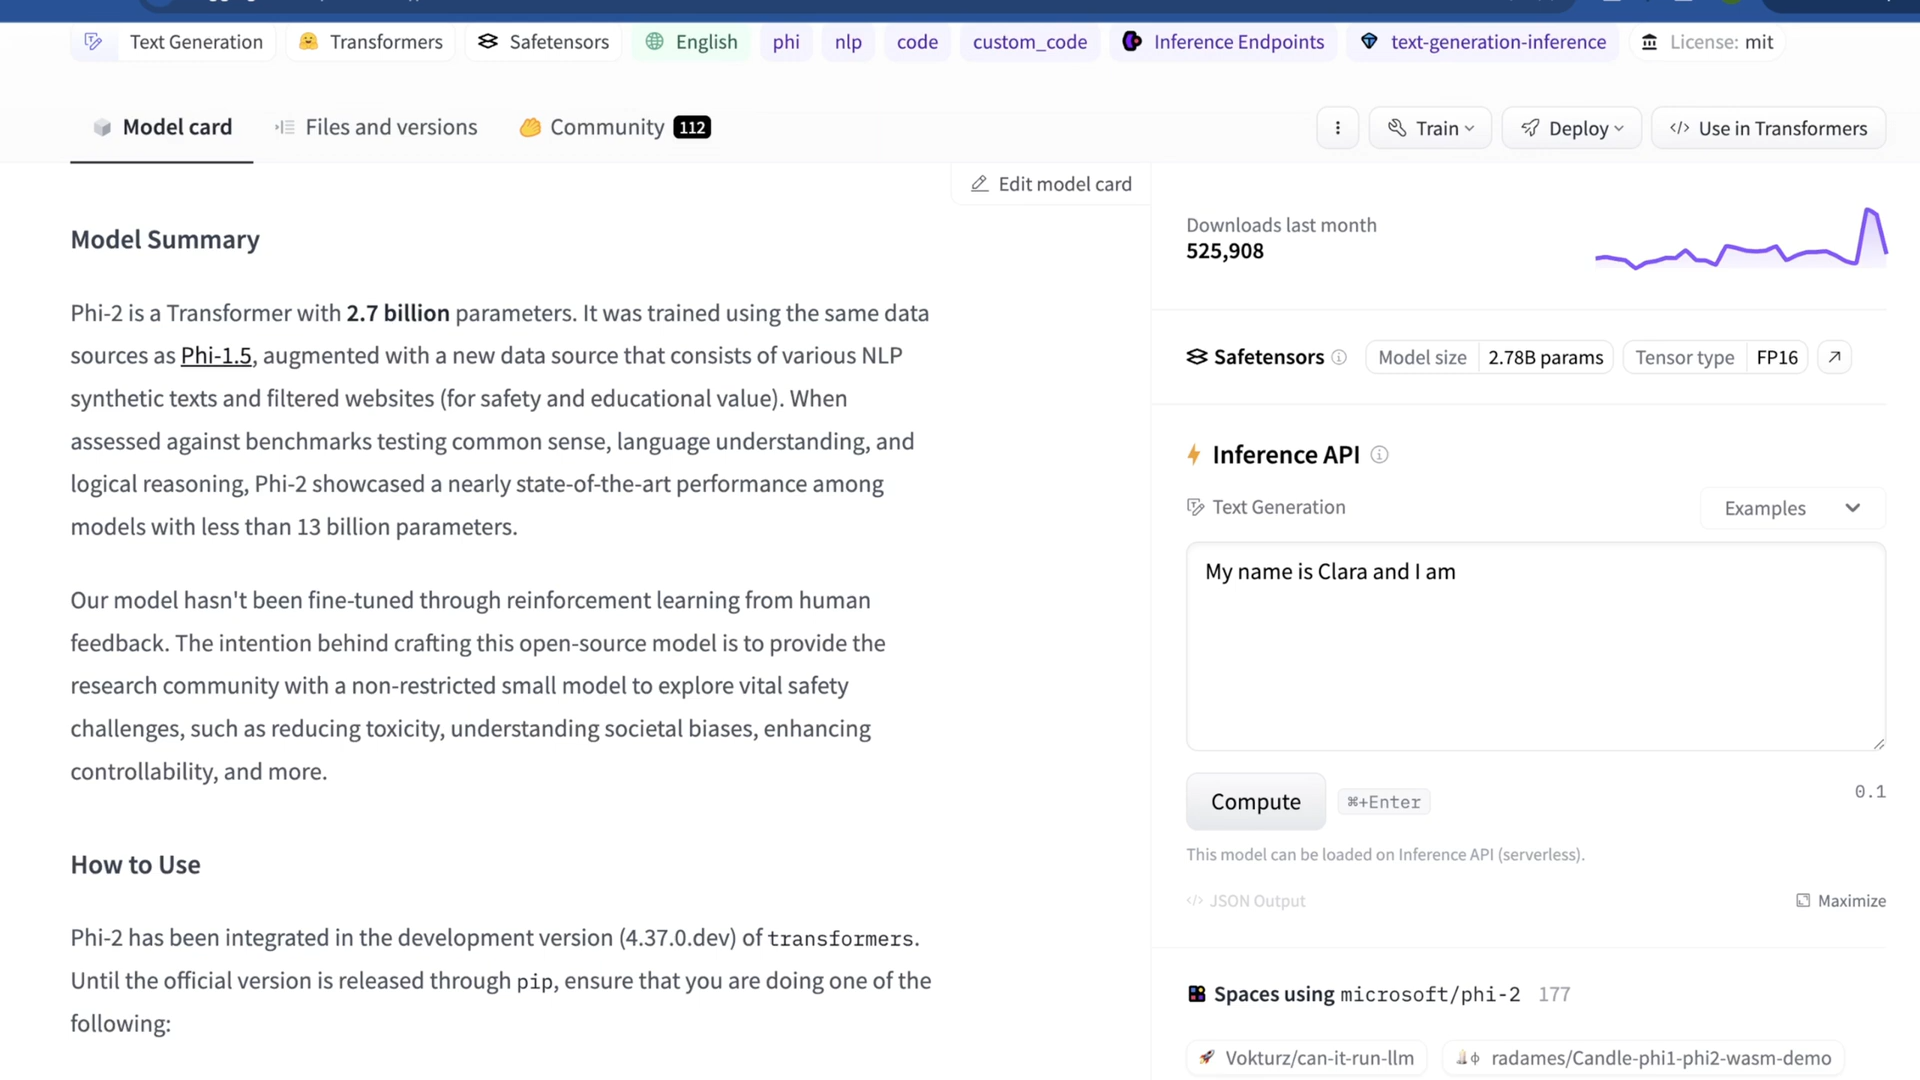 Text Generation Transformers Safetensors English phi nlp code custom_code Inference Endpoints text-generation-inference License: mit
Model card Files and versions Community 112
Train Deploy Use in Transformers
Edit model card
Model Summary
Phi-2 is a Transformer with 2.7 billion parameters. It was trained using the same data
sources as Phi-1.5, augmented with a new data source that consists of various NLP
synthetic texts and filtered websites (for safety and educational value). When
assessed against benchmarks testing common sense, language understanding, and
logical reasoning, Phi-2 showcased a nearly state-of-the-art performance among
models with less than 13 billion parameters.
Our model hasn't been fine-tuned through reinforcement learning from human
feedback. The intention behind crafting this open-source model is to provide the
research community with a non-restricted small model to explore vital safety
challenges, such as reducing toxicity, understanding societal biases, enhancing
controllability, and more.
How to Use
Phi-2 has been integrated in the development version (4.37.0.dev) of transformers.
Until the official version is released through pip, ensure that you are doing one of the
following:
Downloads last month
525,908
Safetensors Model size 2.78B params Tensor type FP16
Inference API
Text Generation Examples
My name is Clara and I am
Compute ⌘+Enter 0.1
This model can be loaded on Inference API (serverless).
</> JSON Output Maximize
Spaces using microsoft/phi-2 177
Vokturz/can-it-run-llm radames/Candle-phi1-phi2-wasm-demo